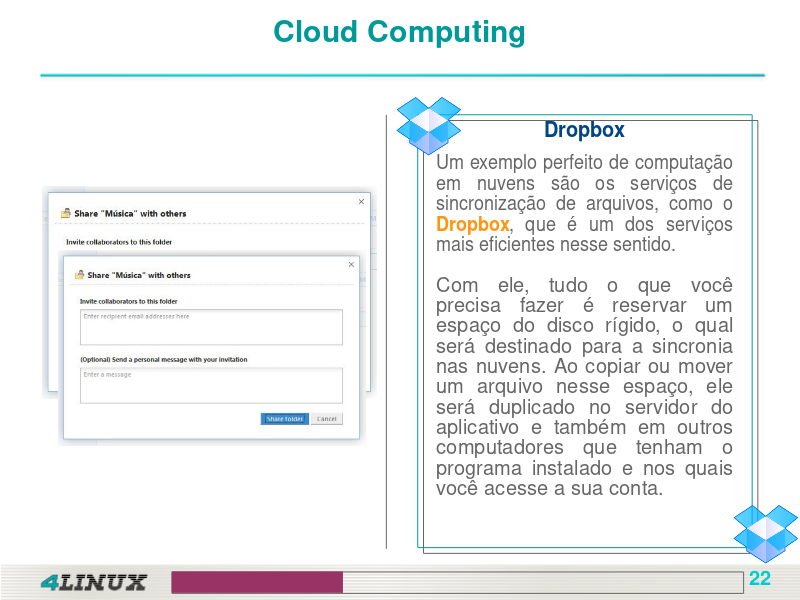 Cloud Computing
Share "Música" with others
Invite collaborators to this folder
Share "Música" with others
Invite collaborators to this folder
Enter recipient email addresses here
(Optional) Send a personal message with your invitation
Enter a message
Share folder Cancel
Dropbox
Um exemplo perfeito de computação
em nuvens são os serviços de
sincronização de arquivos, como o
Dropbox, que é um dos serviços
mais eficientes nesse sentido.
Com ele, tudo o que você
precisa fazer é reservar um
espaço do disco rígido, o qual
será destinado para a sincronia
nas nuvens. Ao copiar ou mover
um arquivo nesse espaço, ele
será duplicado no servidor do
aplicativo e também em outros
computadores que tenham o
programa instalado e nos quais
você acesse a sua conta.
4LINUX
22